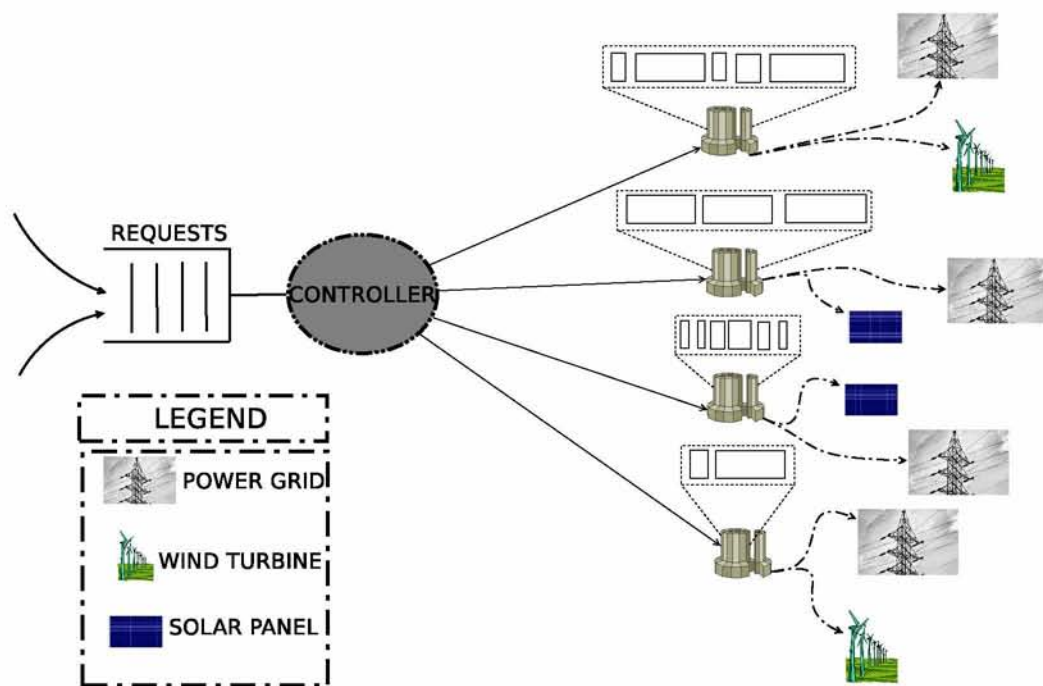 REQUESTS
CONTROLLER
LEGEND
POWER GRID
WIND TURBINE
SOLAR PANEL